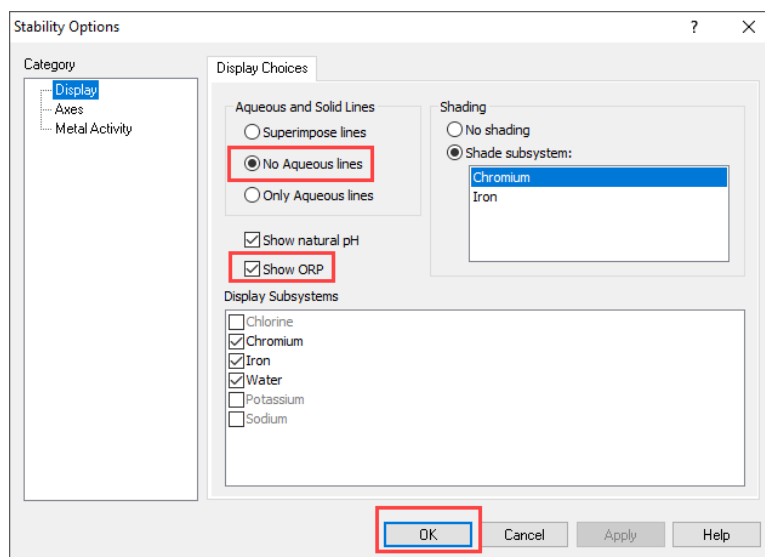 Stability Options
Category
Display
Axes
Metal Activity
Display Choices
Aqueous and Solid Lines
Superimpose lines
No Aqueous lines
Only Aqueous lines
Show natural pH
Show ORP
Shading
No shading
Shade subsystem:
Chromium
Iron
Display Subsystems
Chlorine
Chromium
Iron
Water
Potassium
Sodium
OK
Cancel
Apply
Help